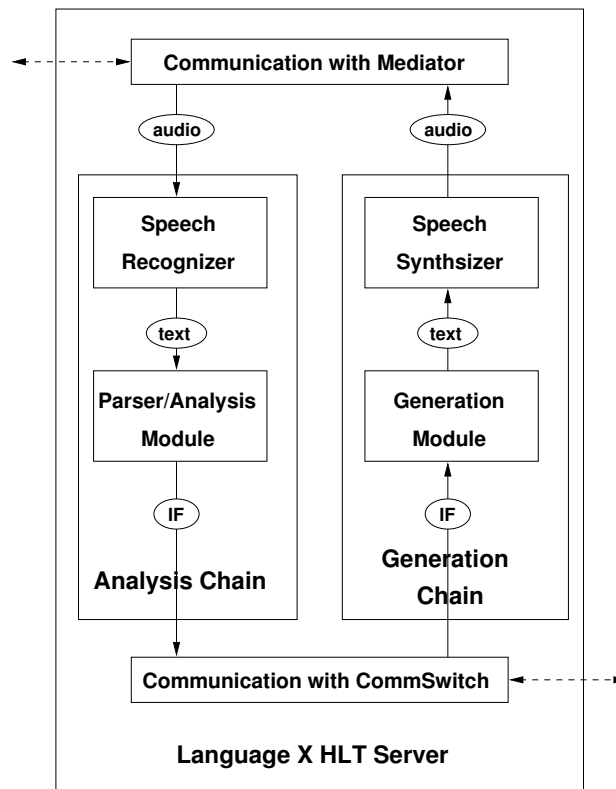 Communication with Mediator
audio
audio
Speech
Recognizer
Speech
Synthsizer
text
text
Parser/Analysis
Module
Generation
Module
IF
IF
Analysis Chain
Generation
Chain
Communication with CommSwitch
Language X HLT Server